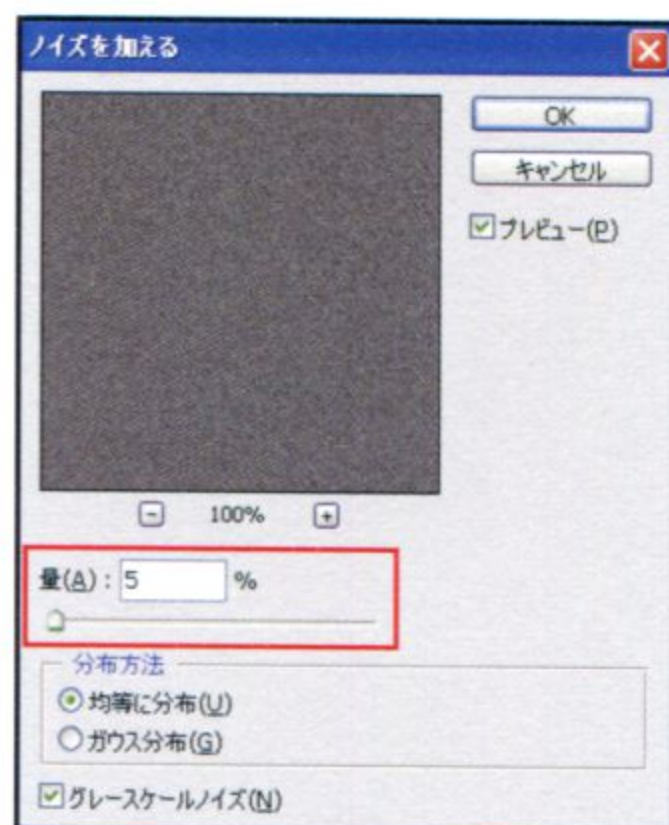 ノイズを加える
OK
キャンセル
プレビュー(P)
100%
量(A): 5 %
分布方法
均等に分布(U)
ガウス分布(G)
グレースケールノイズ(N)